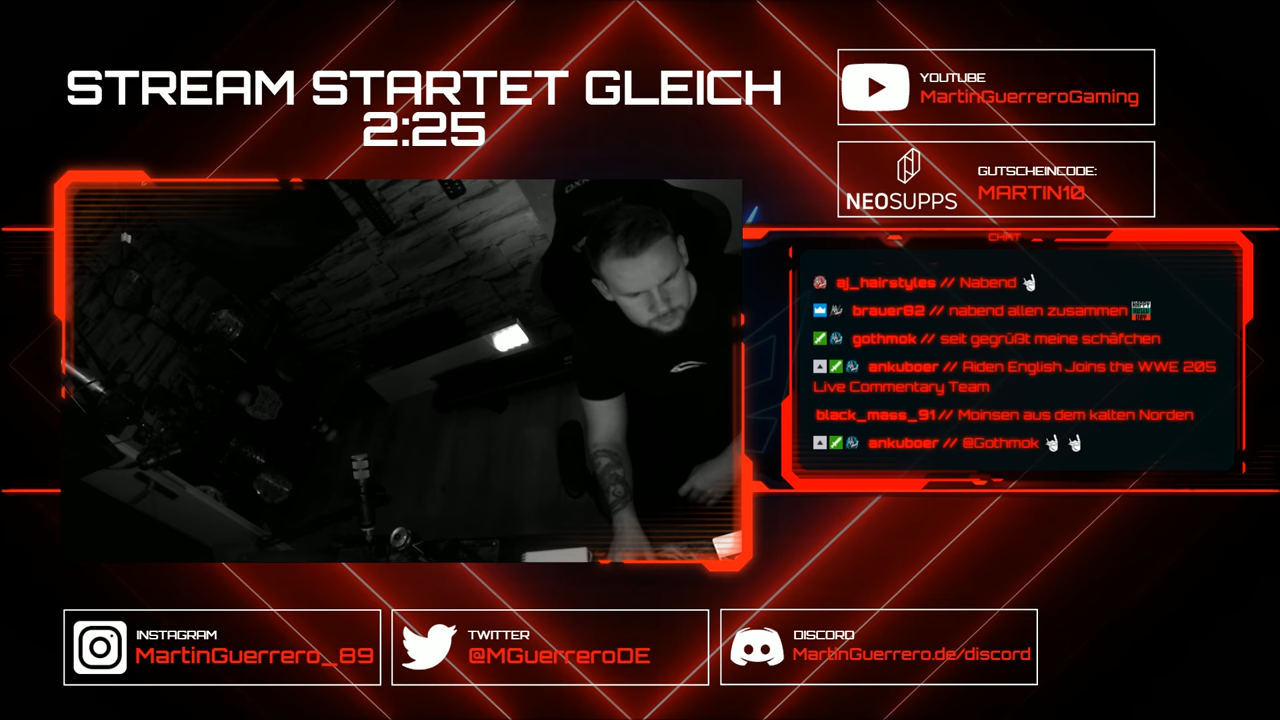 STREAM STARTET GLEICH
2:25
YOUTUBE
MartinGuerreroGaming
NEOSUPPS
GUTSCHEINCODE:
MARTIN10
CHAT
aj_hairstyles // Nabend
brauer82 // nabend allen zusammen
gothmok // seit gegrüßt meine schäfchen
ankuboer // Aiden English Joins the WWE 205
Live Commentary Team
black_mass_91 // Moinsen aus dem kalten Norden
ankuboer // @Gothmok
INSTAGRAM
MartinGuerrero_89
TWITTER
@MGuerreroDE
DISCORD
MartinGuerrero.de/discord